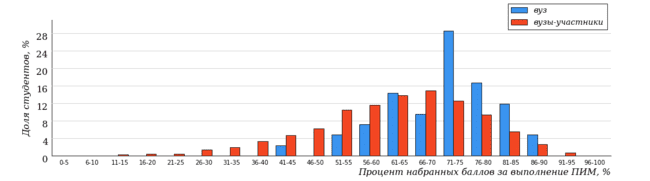 вуз
вузы-участники
Доля студентов, %
28
24
20
16
12
8
4
0
0-5 6-10 11-15 16-20 21-25 26-30 31-35 36-40 41-45 46-50 51-55 56-60 61-65 66-70 71-75 76-80 81-85 86-90 91-95 96-100
Процент набранных баллов за выполнение ПИМ, %